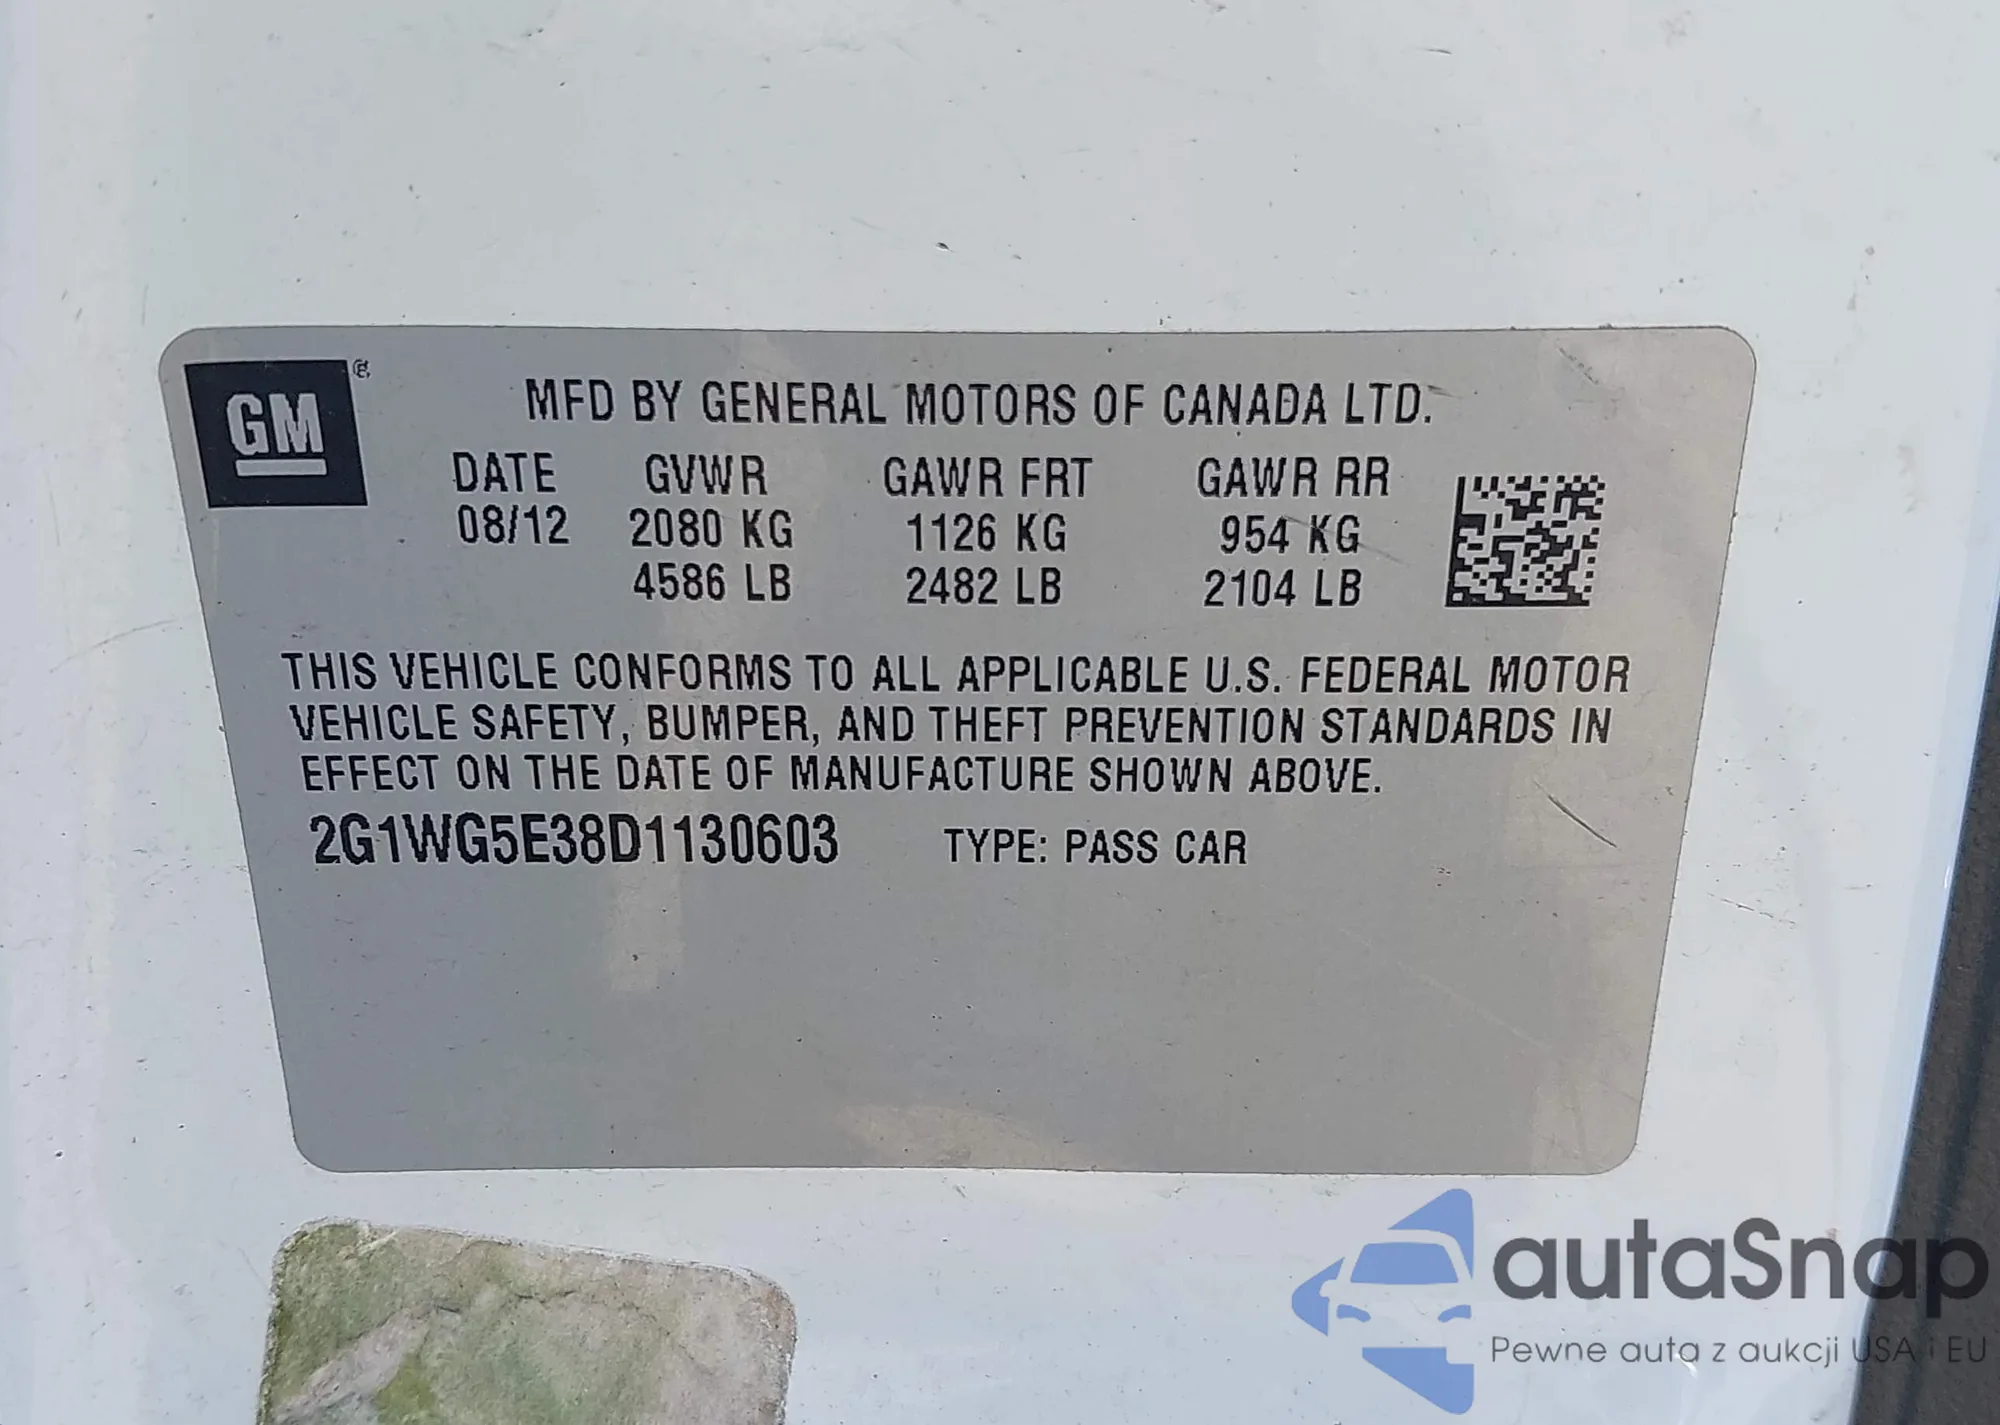 GM ®
MFD BY GENERAL MOTORS OF CANADA LTD.
DATE GVWR GAWR FRT GAWR RR
08/12 2080 KG 1126 KG 954 KG
4586 LB 2482 LB 2104 LB
THIS VEHICLE CONFORMS TO ALL APPLICABLE U.S. FEDERAL MOTOR
VEHICLE SAFETY, BUMPER, AND THEFT PREVENTION STANDARDS IN
EFFECT ON THE DATE OF MANUFACTURE SHOWN ABOVE.
2G1WG5E38D1130603 TYPE: PASS CAR
autaSnap
Pewne auta z aukcji USA i EU